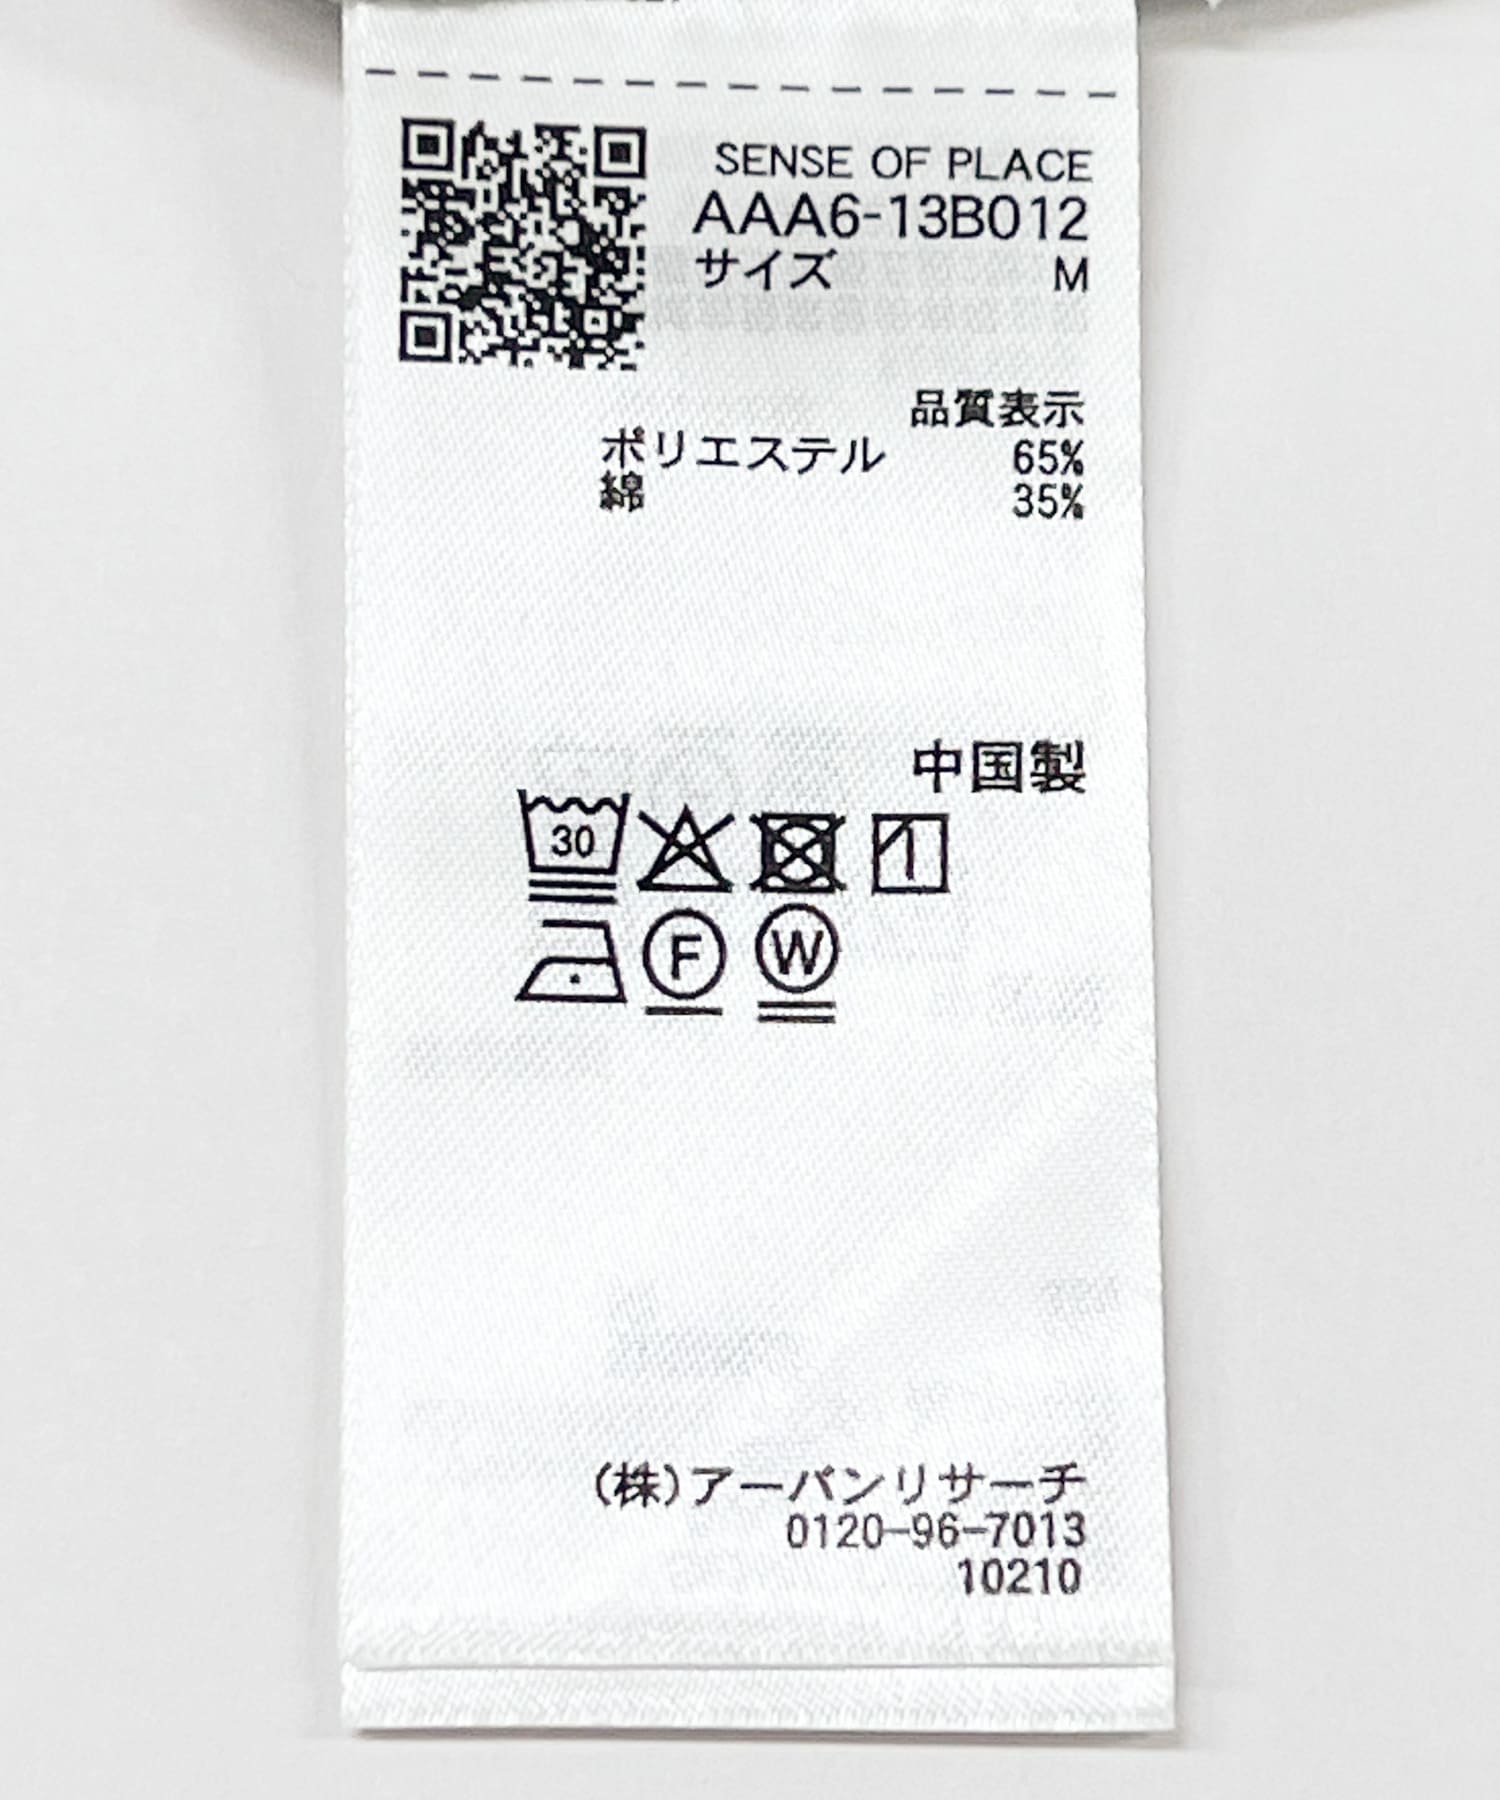 SENSE OF PLACE
AAA6-13B012
サイズ M
品質表示
ポリエステル 65%
綿 35%
中国製
30
F W
(株)アーバンリサーチ
0120-96-7013
10210